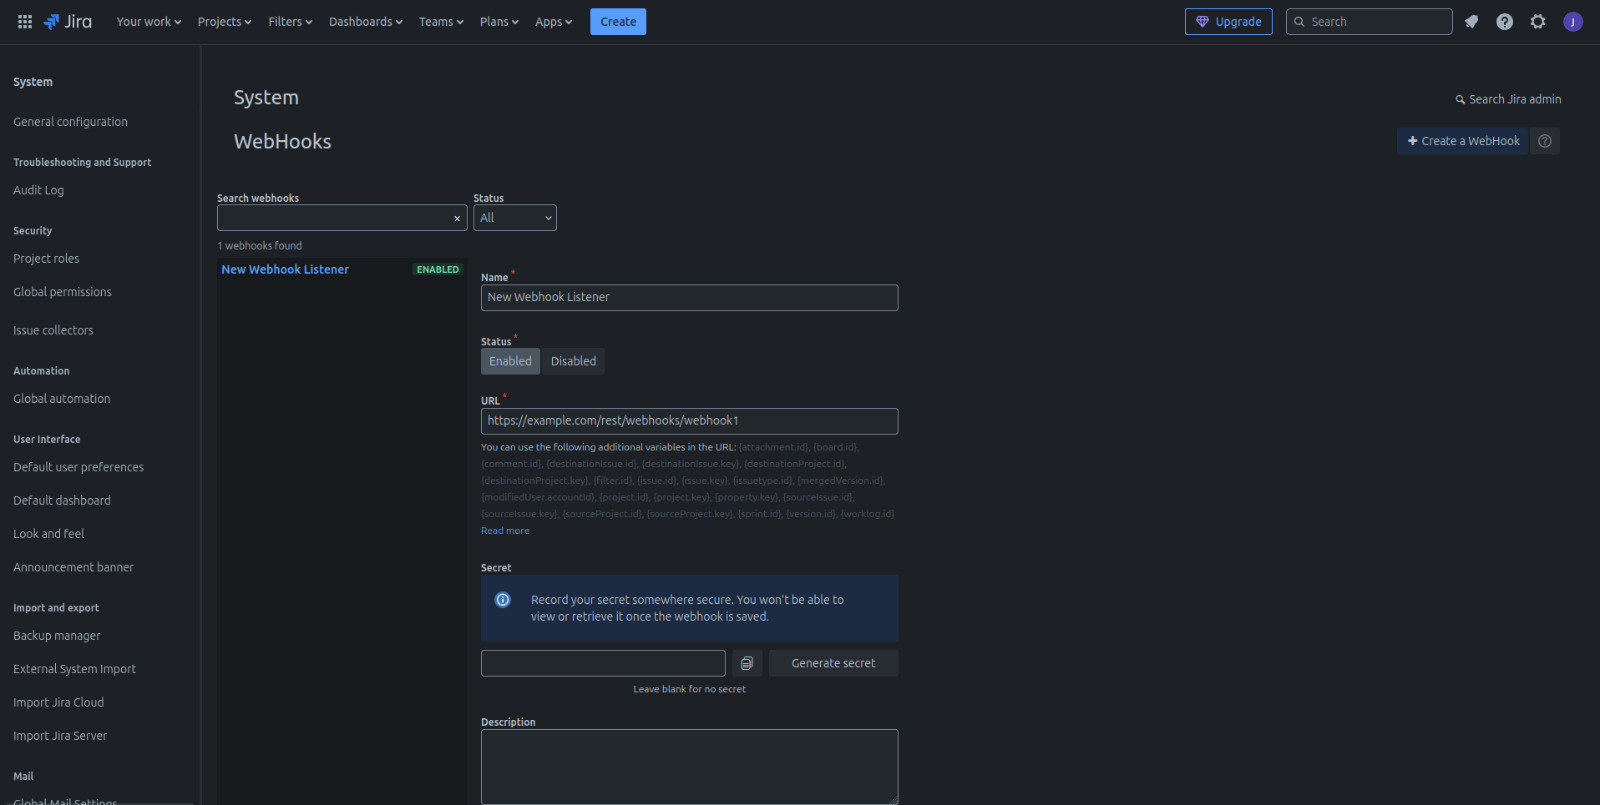 Jira
Your work
Projects
Filters
Dashboards
Teams
Plans
Apps
Create
Upgrade
Search
J
System
General configuration
Troubleshooting and Support
Audit Log
Security
Project roles
Global permissions
Issue collectors
Automation
Global automation
User Interface
Default user preferences
Default dashboard
Look and feel
Announcement banner
Import and export
Backup manager
External System Import
Import Jira Cloud
Import Jira Server
Mail
Global Mail Settings
System
Search Jira admin
WebHooks
+ Create a WebHook
Search webhooks
Status
All
1 webhooks found
New Webhook Listener
ENABLED
Name *
New Webhook Listener
Status *
Enabled
Disabled
URL *
https://example.com/rest/webhooks/webhook1
You can use the following additional variables in the URL: {attachment.id}, {board.id},
{comment.id}, {destinationIssue.id}, {destinationIssue.key}, {destinationProject.id},
{destinationProject.key}, {filter.id}, {issue.id}, {issue.key}, {issuetype.id}, {mergedVersion.id},
{modifiedUser.accountId}, {project.id}, {project.key}, {property.key}, {sourceIssue.id},
{sourceIssue.key}, {sourceProject.id}, {sourceProject.key}, {sprint.id}, {version.id}, {worklog.id}
Read more
Secret
Record your secret somewhere secure. You won't be able to
view or retrieve it once the webhook is saved.
Generate secret
Leave blank for no secret
Description